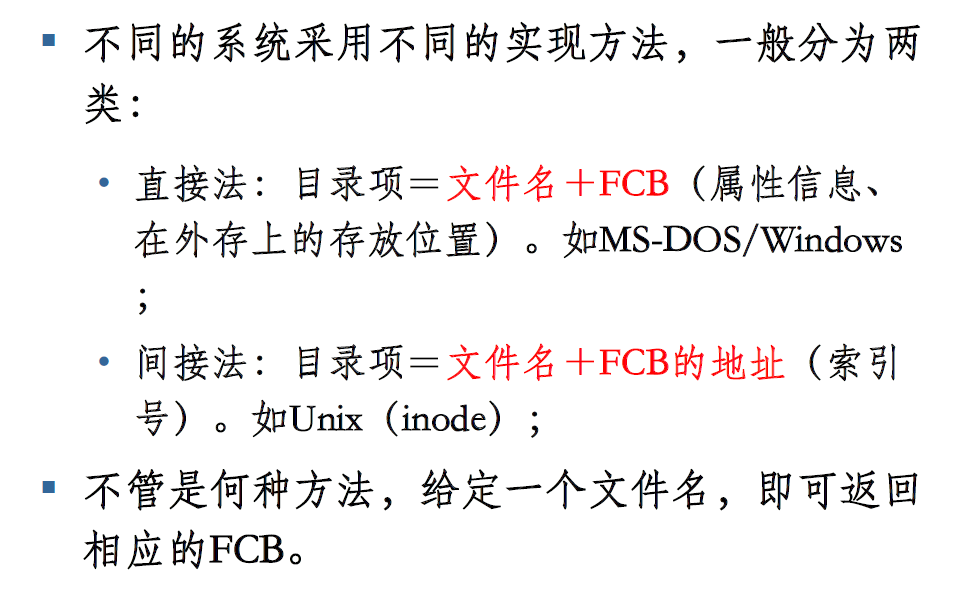 不同的系统采用不同的实现方法，一般分为两
类：
直接法：目录项＝文件名＋FCB（属性信息、
在外存上的存放位置）。如MS-DOS/Windows
；
间接法：目录项＝文件名＋FCB的地址（索引
号）。如Unix（inode）；
不管是何种方法，给定一个文件名，即可返回
相应的FCB。